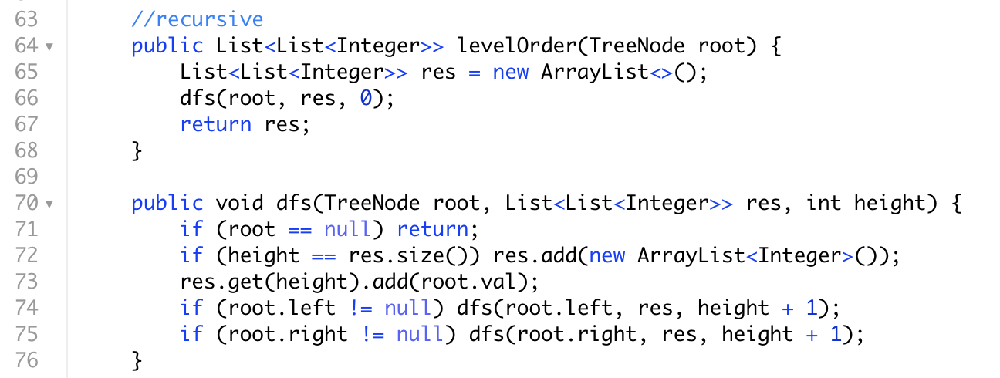 63 //recursive
64 ▾ public List<List<Integer>> levelOrder(TreeNode root) {
65 List<List<Integer>> res = new ArrayList<>();
66 dfs(root, res, 0);
67 return res;
68 }
69
70 ▾ public void dfs(TreeNode root, List<List<Integer>> res, int height) {
71 if (root == null) return;
72 if (height == res.size()) res.add(new ArrayList<Integer>());
73 res.get(height).add(root.val);
74 if (root.left != null) dfs(root.left, res, height + 1);
75 if (root.right != null) dfs(root.right, res, height + 1);
76 }